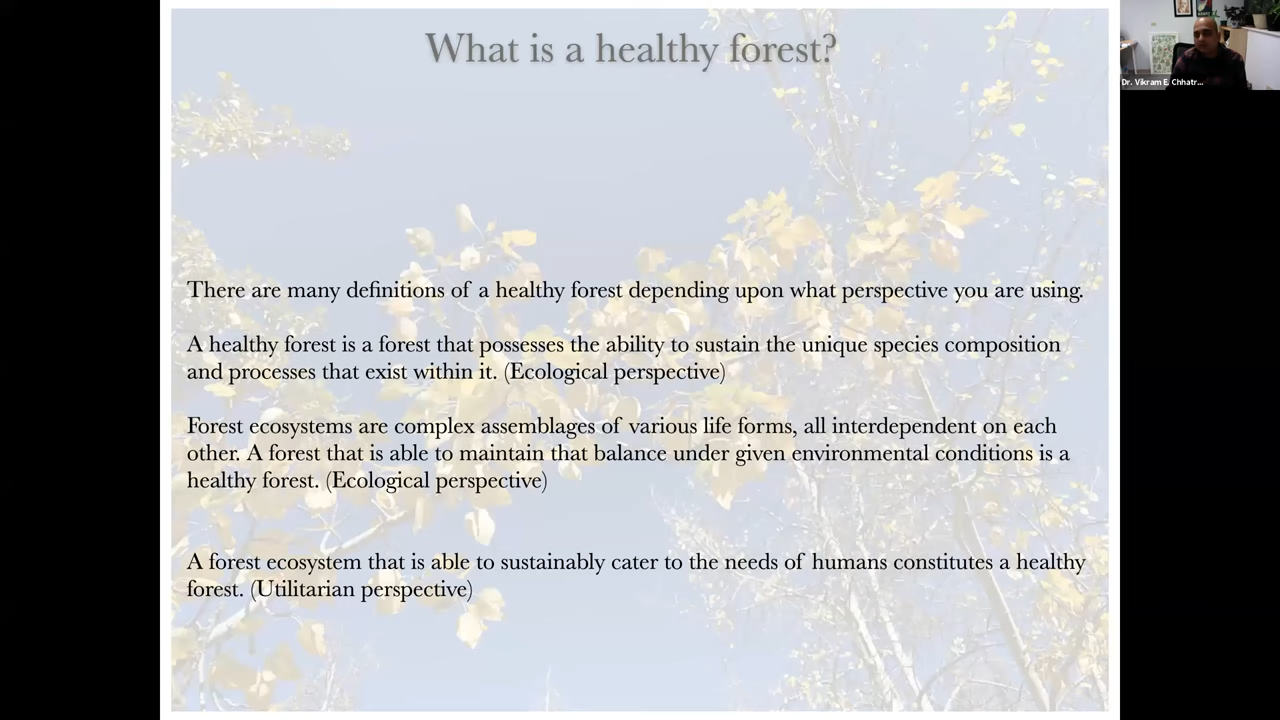 What is a healthy forest?
Dr. Vikram E. Chhatr...
There are many definitions of a healthy forest depending upon what perspective you are using.
A healthy forest is a forest that possesses the ability to sustain the unique species composition
and processes that exist within it. (Ecological perspective)
Forest ecosystems are complex assemblages of various life forms, all interdependent on each
other. A forest that is able to maintain that balance under given environmental conditions is a
healthy forest. (Ecological perspective)
A forest ecosystem that is able to sustainably cater to the needs of humans constitutes a healthy
forest. (Utilitarian perspective)